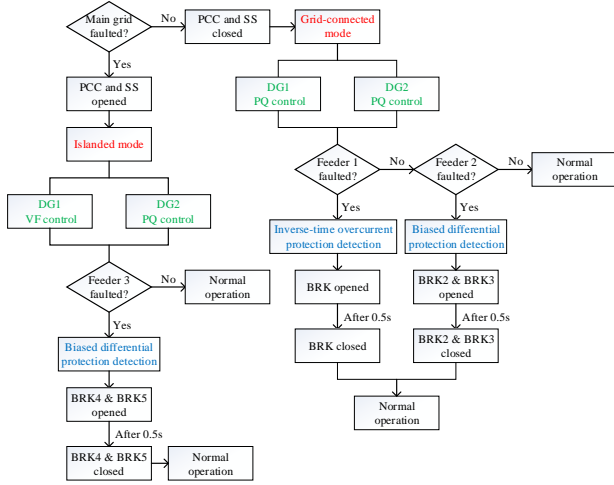 Main grid
faulted?
No
PCC and SS
closed
Grid-connected
mode
Yes
PCC and SS
opened
DG1
PQ control
DG2
PQ control
Islanded mode
Feeder 1
faulted?
No
Feeder 2
faulted?
No
Normal
operation
DG1
VF control
DG2
PQ control
Yes
Yes
Inverse-time overcurrent
protection detection
Biased differential
protection detection
Feeder 3
faulted?
No
Normal
operation
BRK opened
BRK2 & BRK3
opened
Yes
After 0.5s
After 0.5s
Biased differential
protection detection
BRK closed
BRK2 & BRK3
closed
BRK4 & BRK5
opened
Normal
operation
After 0.5s
BRK4 & BRK5
closed
Normal
operation